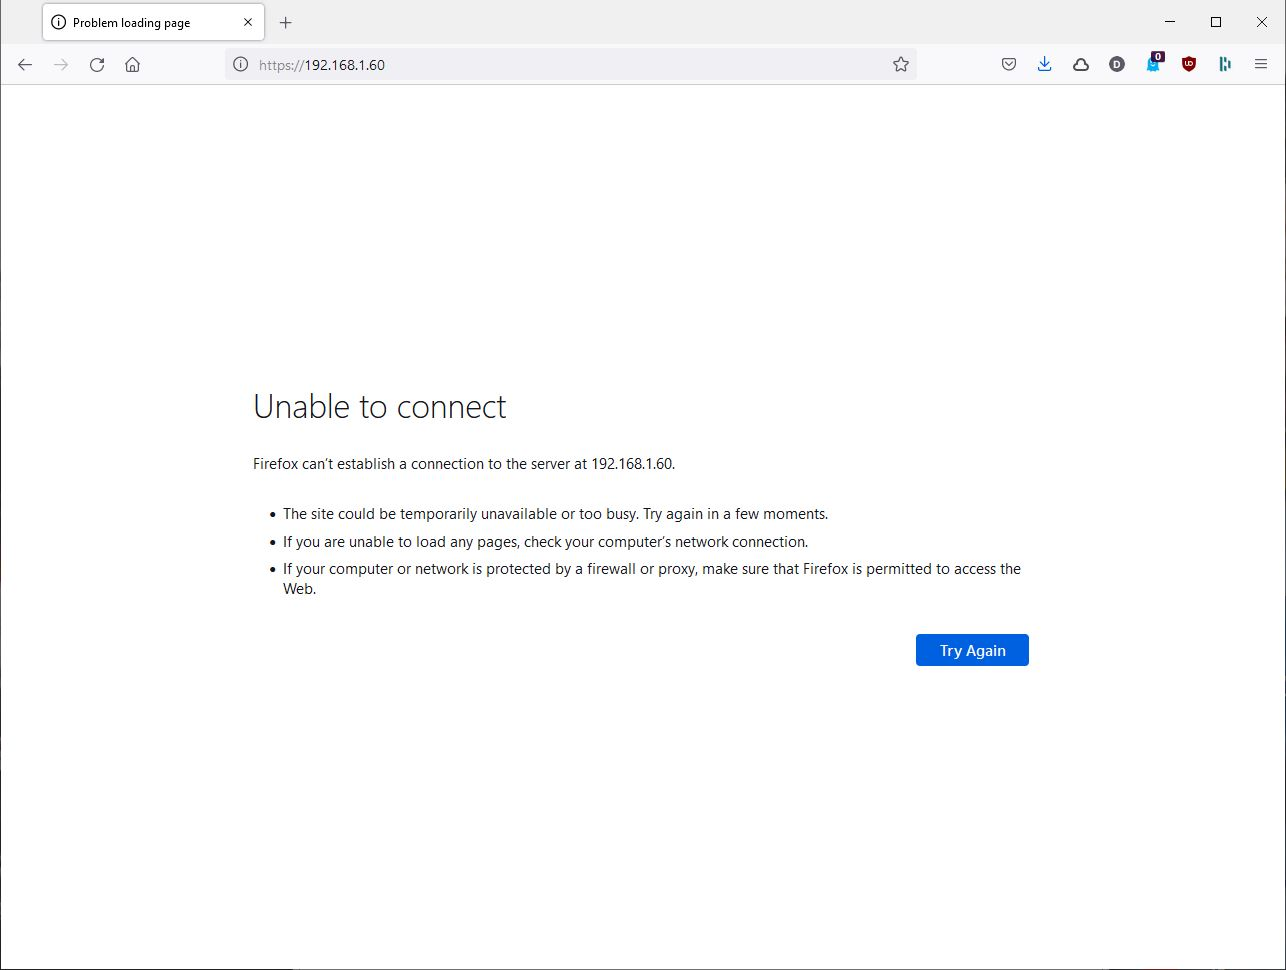 Problem loading page
https://192.168.1.60
D
0
uD
Unable to connect
Firefox can’t establish a connection to the server at 192.168.1.60.
• The site could be temporarily unavailable or too busy. Try again in a few moments.
• If you are unable to load any pages, check your computer’s network connection.
• If your computer or network is protected by a firewall or proxy, make sure that Firefox is permitted to access the
Web.
Try Again